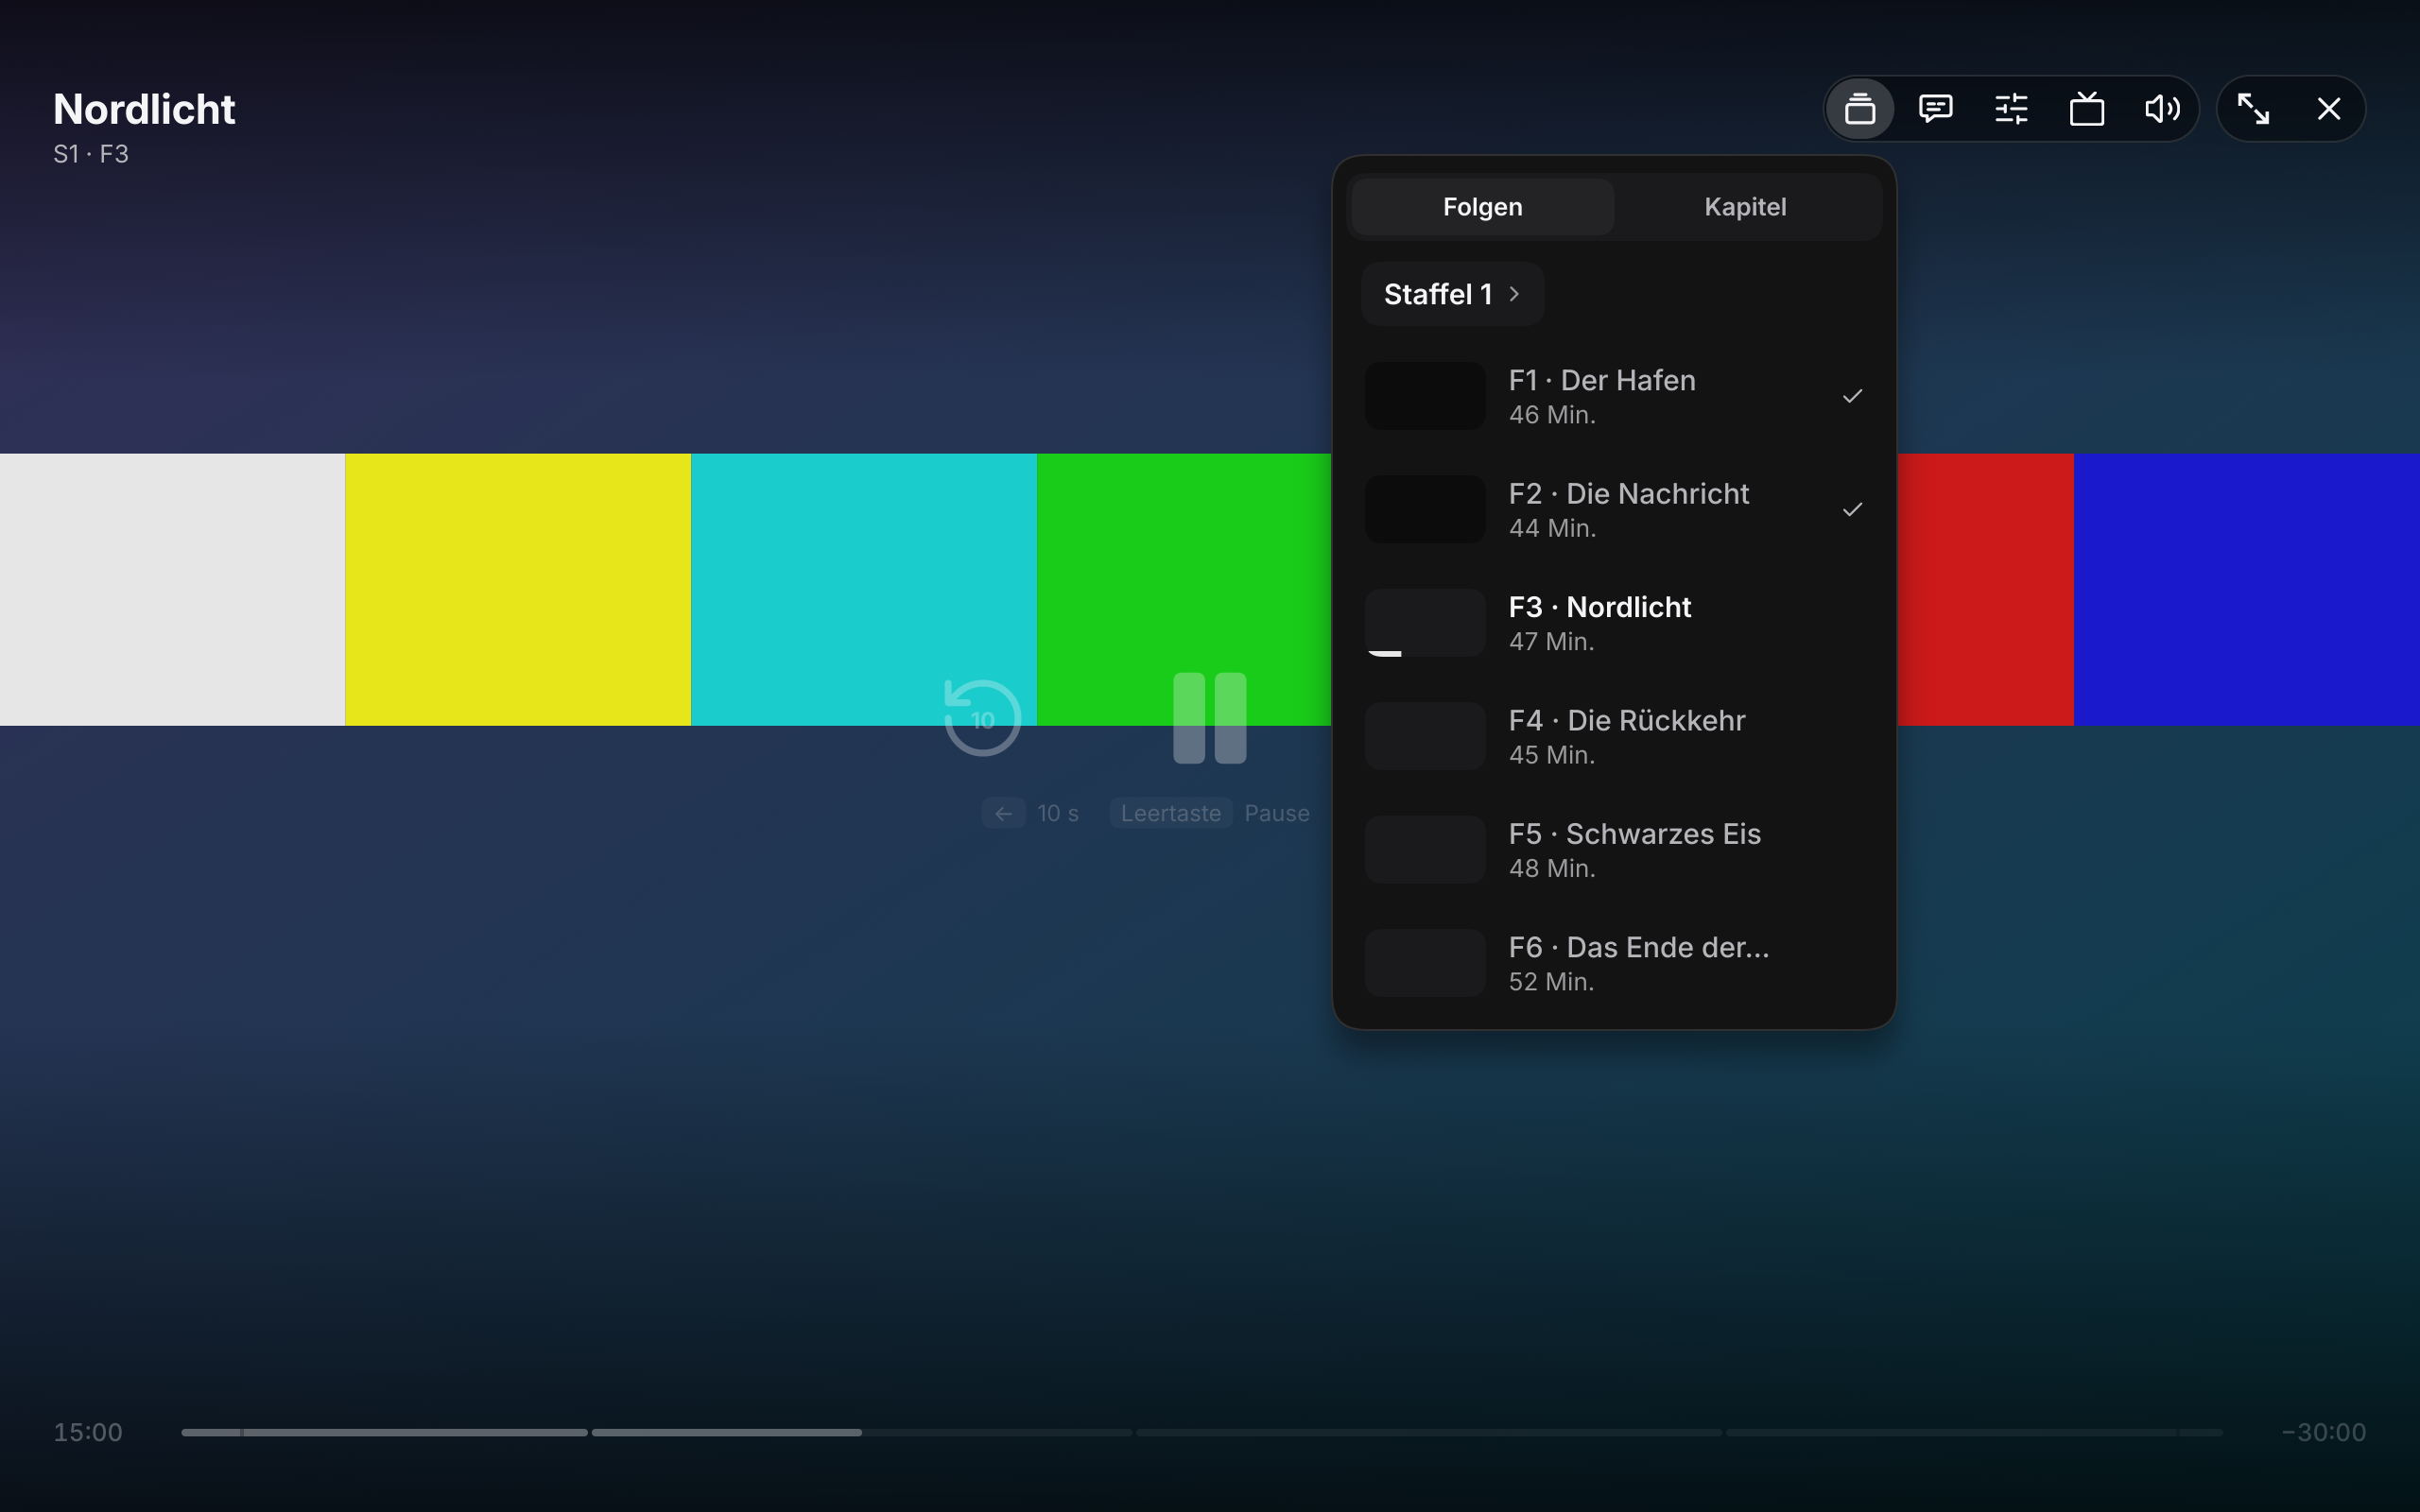 Nordlicht
S1 · F3
Folgen
Kapitel
Staffel 1
F1 · Der Hafen
46 Min.
F2 · Die Nachricht
44 Min.
F3 · Nordlicht
47 Min.
F4 · Die Rückkehr
45 Min.
F5 · Schwarzes Eis
48 Min.
F6 · Das Ende der...
52 Min.
10
← 10 s Leertaste Pause
15:00
−30:00